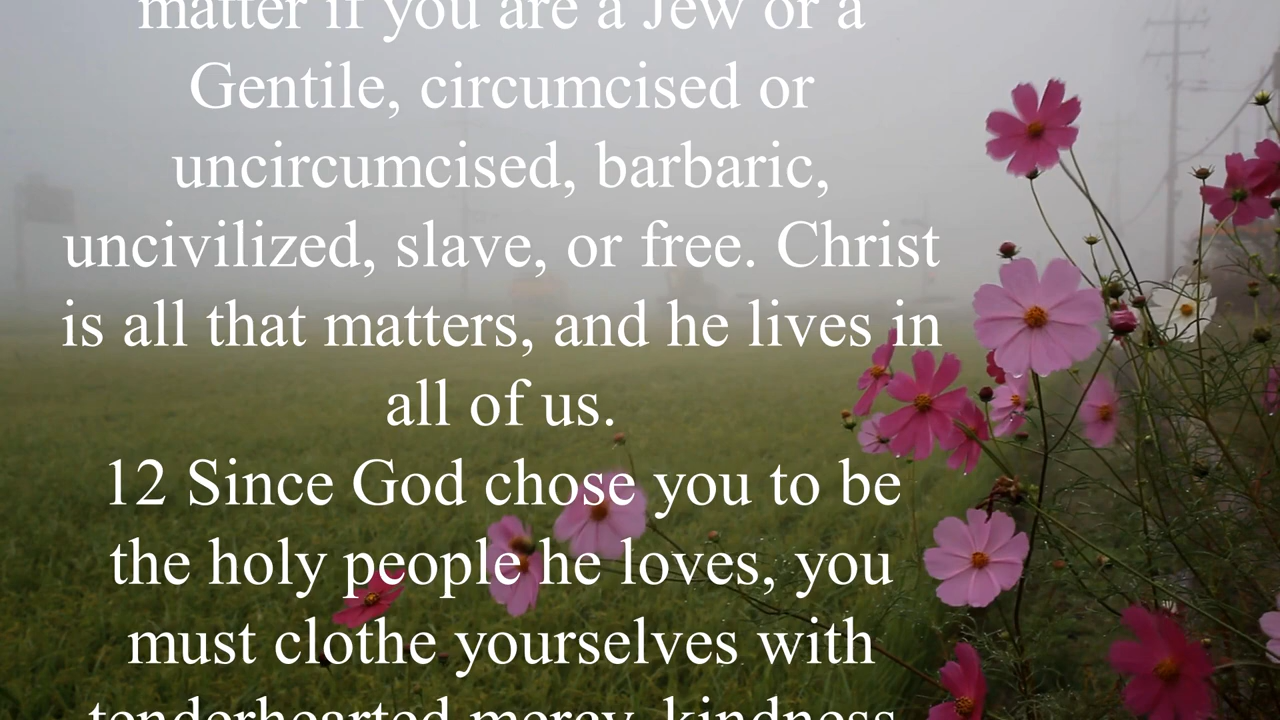 matter if you are a Jew or a
Gentile, circumcised or
uncircumcised, barbaric,
uncivilized, slave, or free. Christ
is all that matters, and he lives in
all of us.
12 Since God chose you to be
the holy people he loves, you
must clothe yourselves with
tenderhearted mercy, kindness